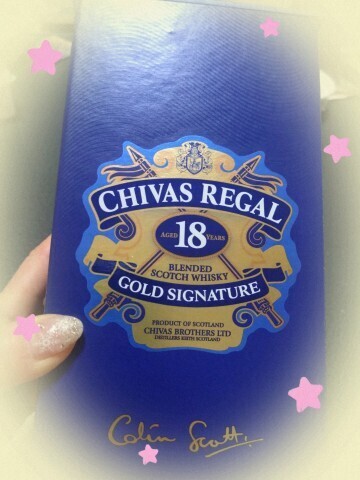 CHIVAS REGAL
AGED 18 YEARS
BLENDED
SCOTCH WHISKY
GOLD SIGNATURE
PRODUCT OF SCOTLAND
CHIVAS BROTHERS LTD
DISTILLERS KEITH SCOTLAND
Colin Scott.